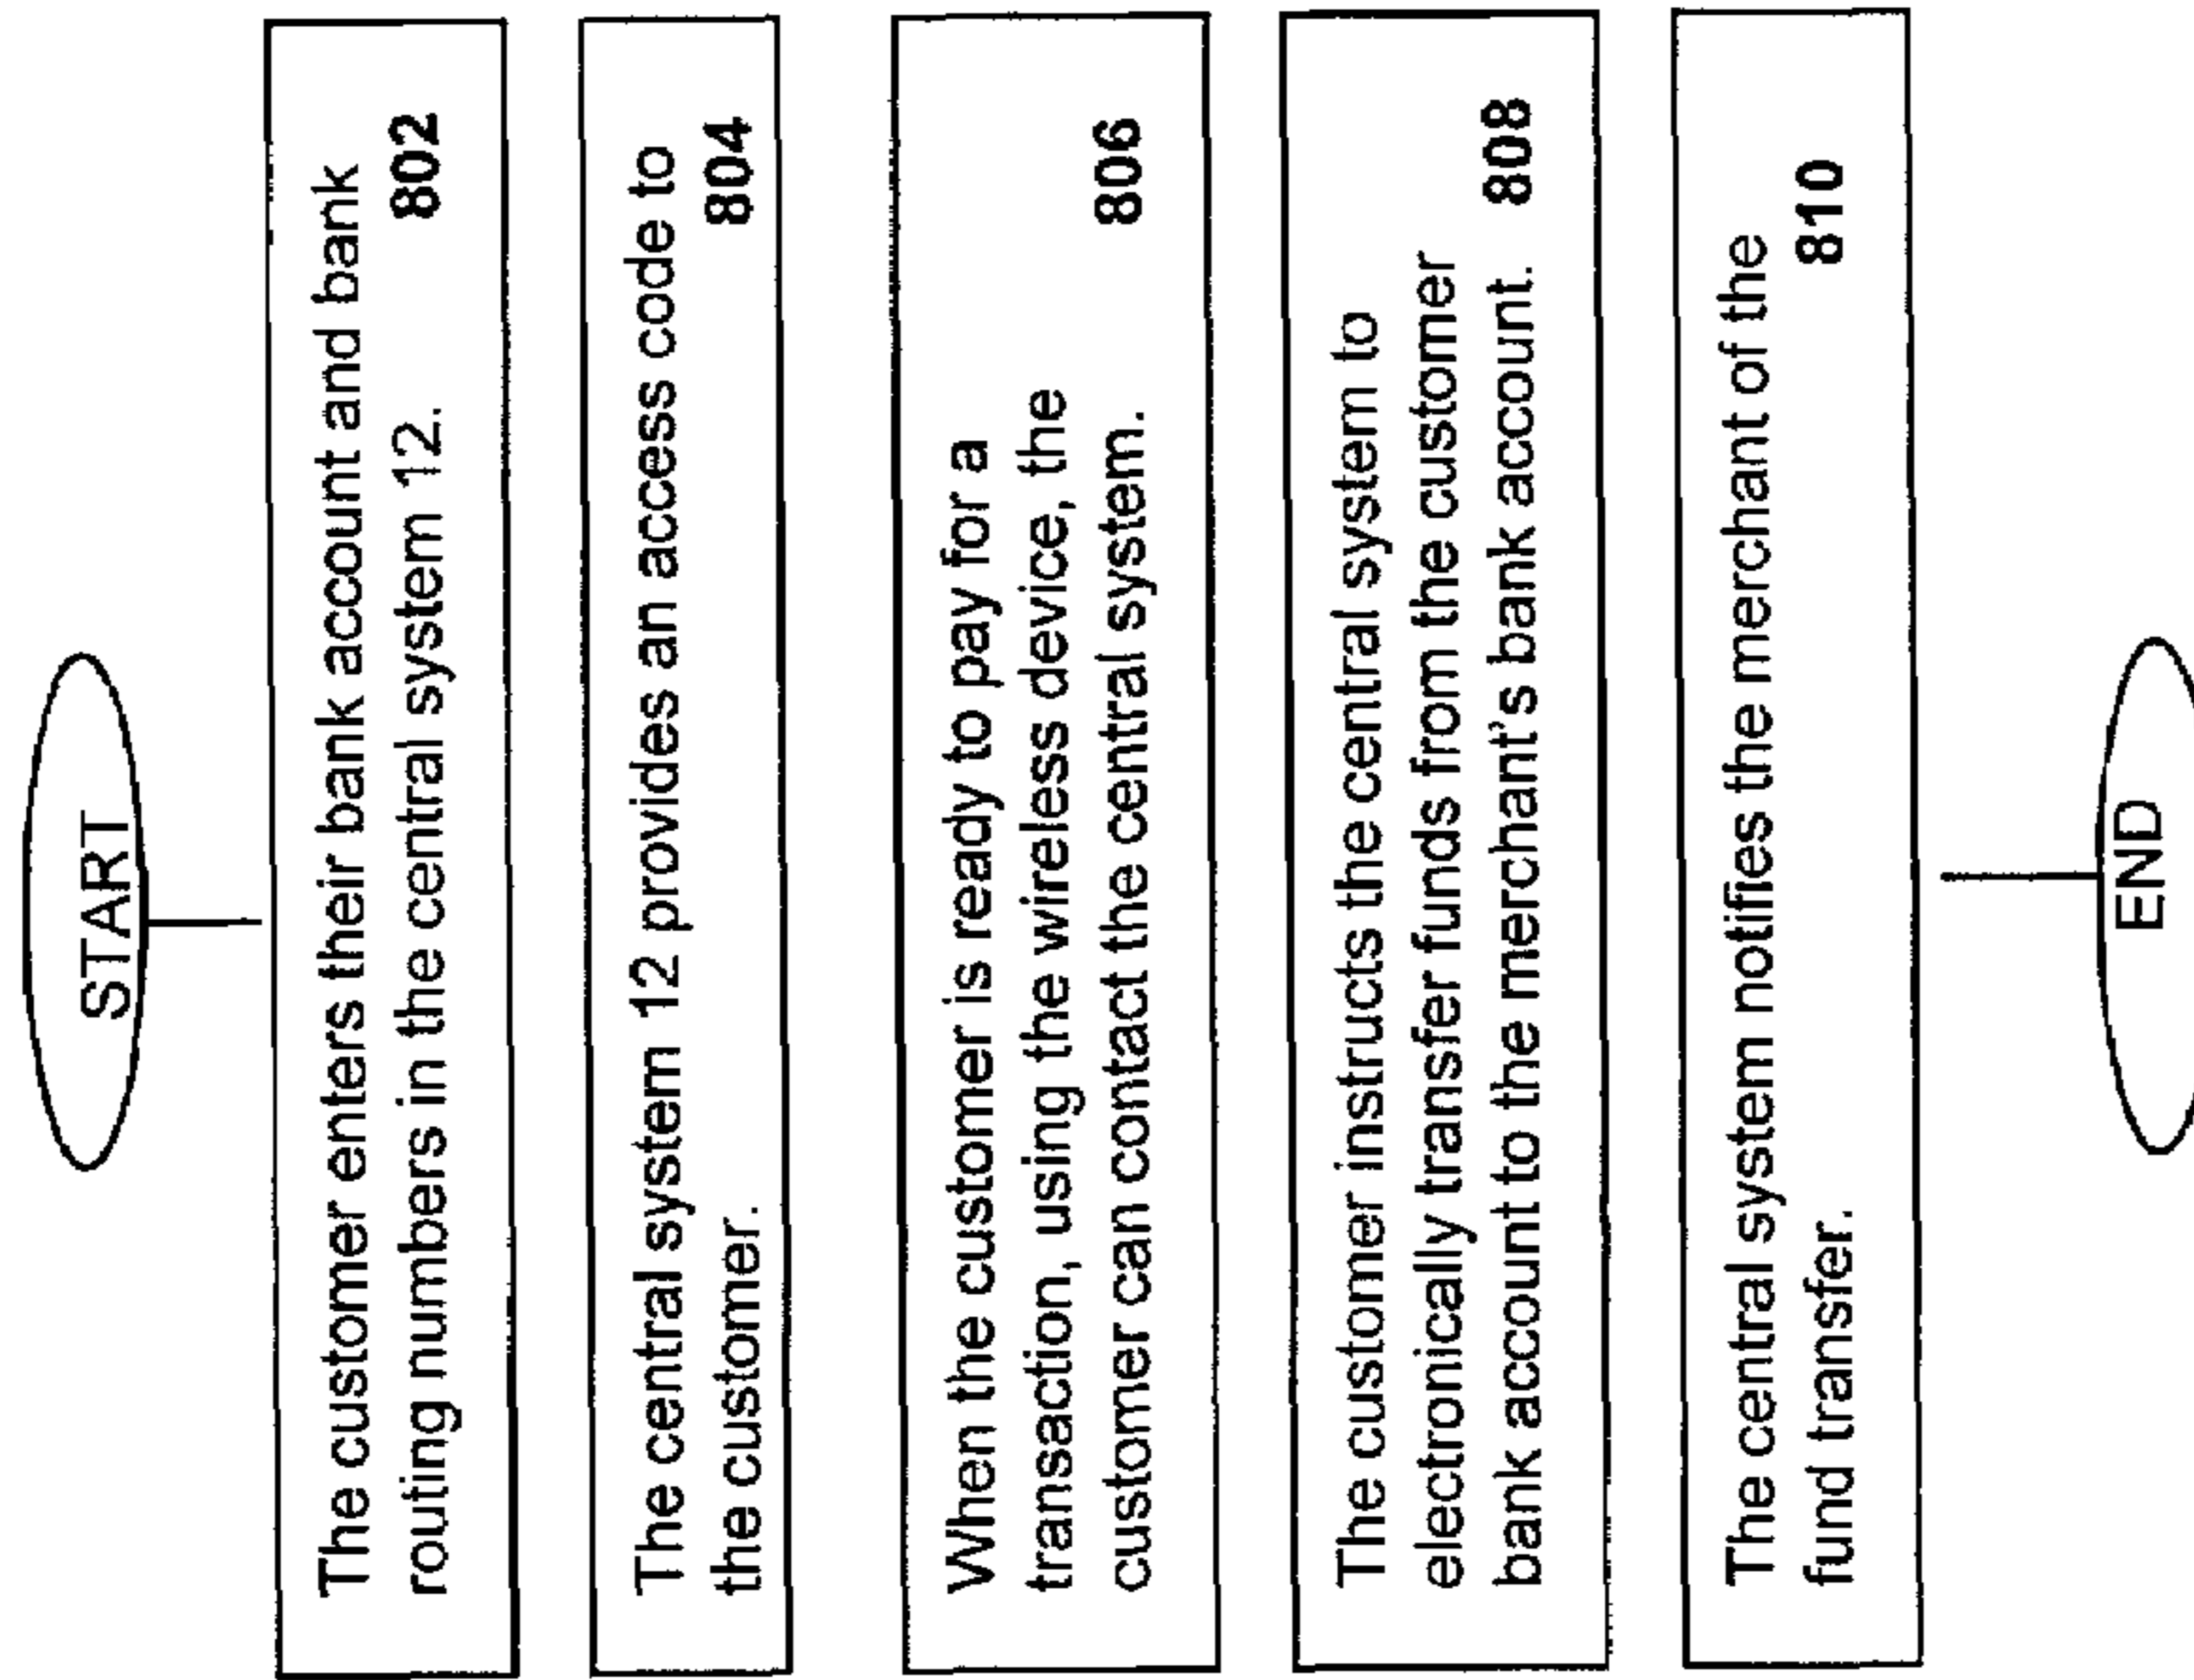 START
The customer enters their bank account and bank
routing numbers in the central system 12. 802
The central system 12 provides an access code to
the customer. 804
When the customer is ready to pay for a
transaction, using the wireless device, the
customer can contact the central system. 806
The customer instructs the central system to
electronically transfer funds from the customer
bank account to the merchant's bank account. 808
The central system notifies the merchant of the
fund transfer. 810
END